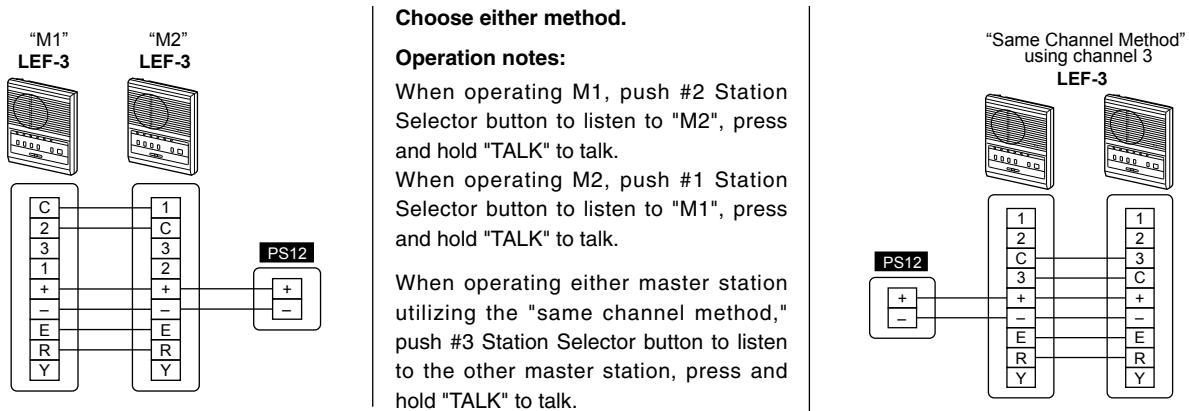 “M1”
LEF-3
“M2”
LEF-3
C
2
3
1
+
–
E
R
Y
1
C
3
2
+
–
E
R
Y
PS12
+
–
Choose either method.
Operation notes:
When operating M1, push #2 Station
Selector button to listen to "M2", press
and hold "TALK" to talk.
When operating M2, push #1 Station
Selector button to listen to "M1", press
and hold "TALK" to talk.
When operating either master station
utilizing the "same channel method,"
push #3 Station Selector button to listen
to the other master station, press and
hold "TALK" to talk.
“Same Channel Method”
using channel 3
LEF-3
PS12
+
–
1
2
C
3
+
–
E
R
Y
1
2
3
C
+
–
E
R
Y